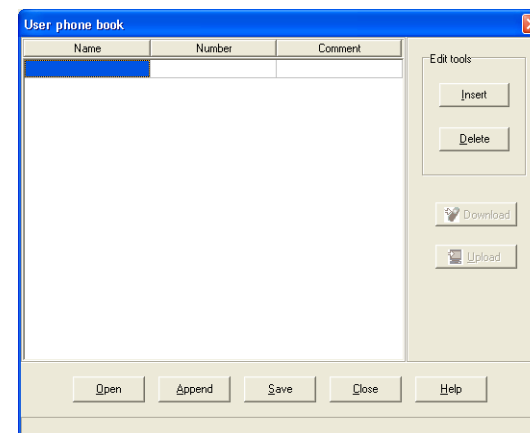 User phone book
Name Number Comment
Edit tools
Insert
Delete
Download
Upload
Open Append Save Close Help